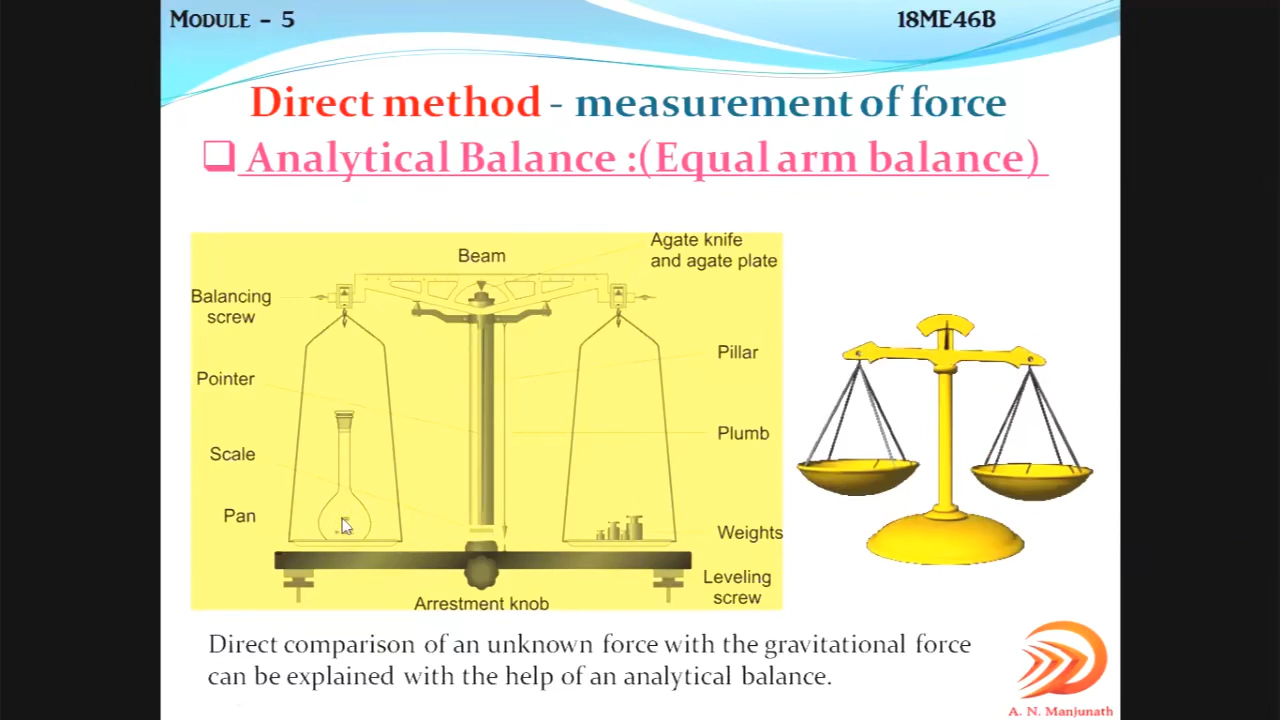 MODULE – 5
18ME46B
Direct method - measurement of force
Analytical Balance :(Equal arm balance)
Beam
Agate knife
and agate plate
Balancing
screw
Pillar
Pointer
Plumb
Scale
Pan
Weights
Leveling
screw
Arrestment knob
Direct comparison of an unknown force with the gravitational force
can be explained with the help of an analytical balance.
A. N. Manjunath